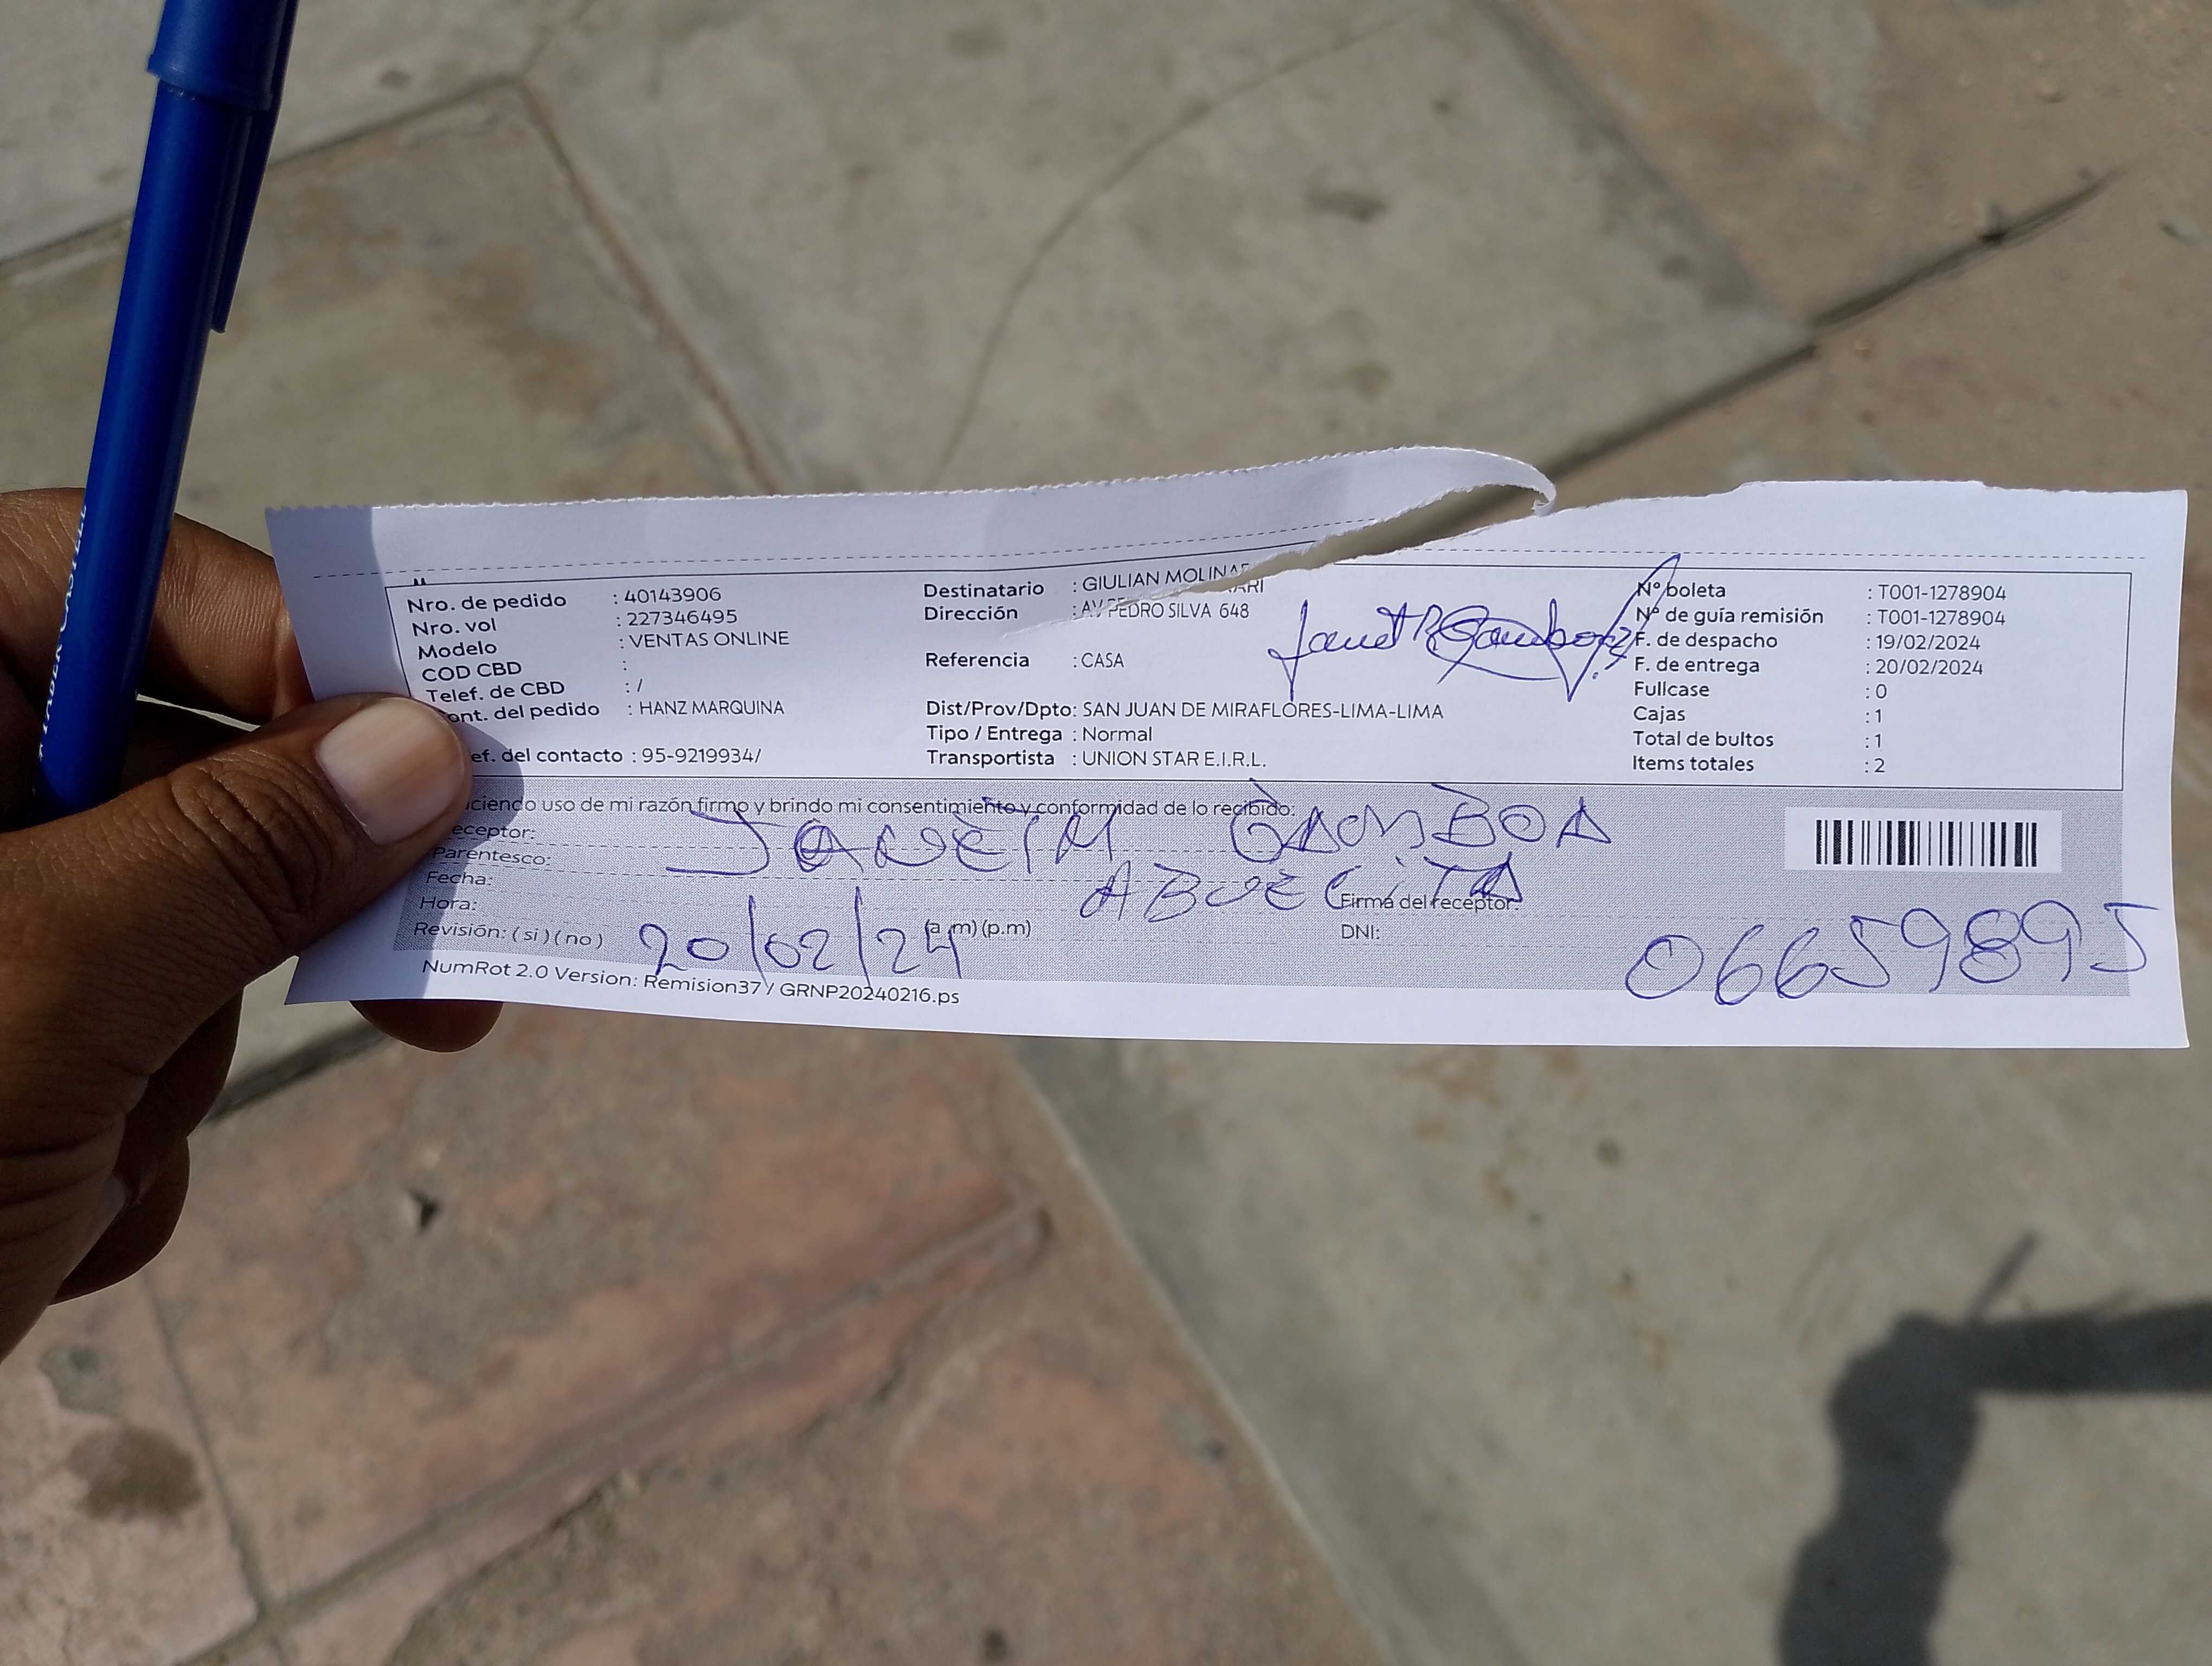 Nro. de pedido : 40143906
Nro. vol : 227346495
Modelo : VENTAS ONLINE
COD CBD :
Telef. de CBD : /
ont. del pedido : HANZ MARQUINA
ef. del contacto : 95-9219934/
Destinatario : GIULIAN MOLINA
Dirección : AV PEDRO SILVA 648
Referencia : CASA
Dist/Prov/Dpto: SAN JUAN DE MIRAFLORES-LIMA-LIMA
Tipo / Entrega : Normal
Transportista : UNION STAR E.I.R.L.
N° boleta : T001-1278904
N° de guía remisión : T001-1278904
F. de despacho : 19/02/2024
F. de entrega : 20/02/2024
Fullcase : 0
Cajas : 1
Total de bultos : 1
Items totales : 2
ciendo uso de mi razón firmo y brindo mi consentimiento y conformidad de lo recibido:
eceptor: GAMBOA
Parentesco: ABUELITA
Fecha: 20/02/24
Hora: (a.m) (p.m)
Revisión: ( si ) ( no )
Firma del receptor:
DNI: 06659895
NumRot 2.0 Version: Remision37 / GRNP20240216.ps